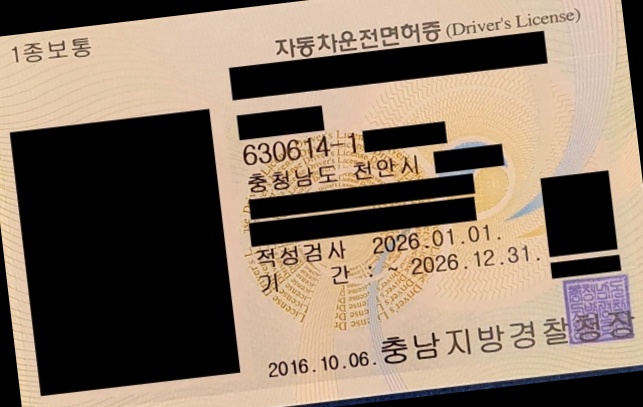 1종보통
자동차운전면허증 (Driver's License)
630614-1
충청남도 천안시
적성검사 2026.01.01.
기 간 : ~ 2026.12.31.
2016.10.06. 충남지방경찰청장